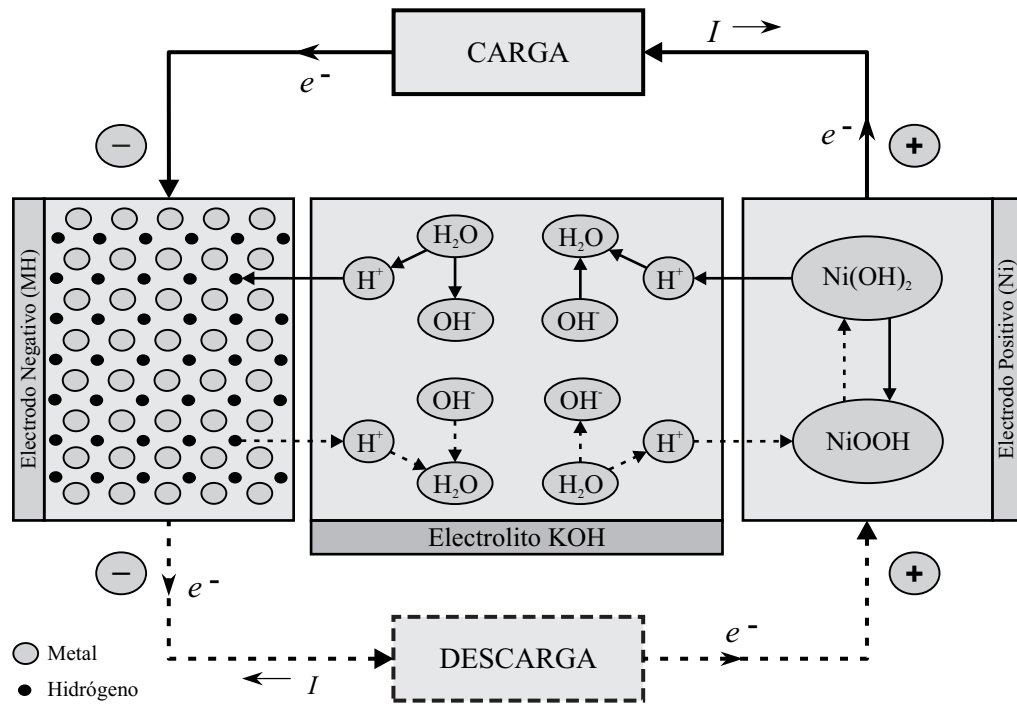 I
CARGA
e-
e-
−
+
Electrodo Negativo (MH)
H₂O
H⁺
OH⁻
H₂O
H⁺
OH⁻
Ni(OH)₂
OH⁻
H⁺
H₂O
OH⁻
H⁺
H₂O
NiOOH
Electrodo Positivo (Ni)
Electrolito KOH
−
e-
+
DESCARGA
e-
I
Metal
Hidrógeno